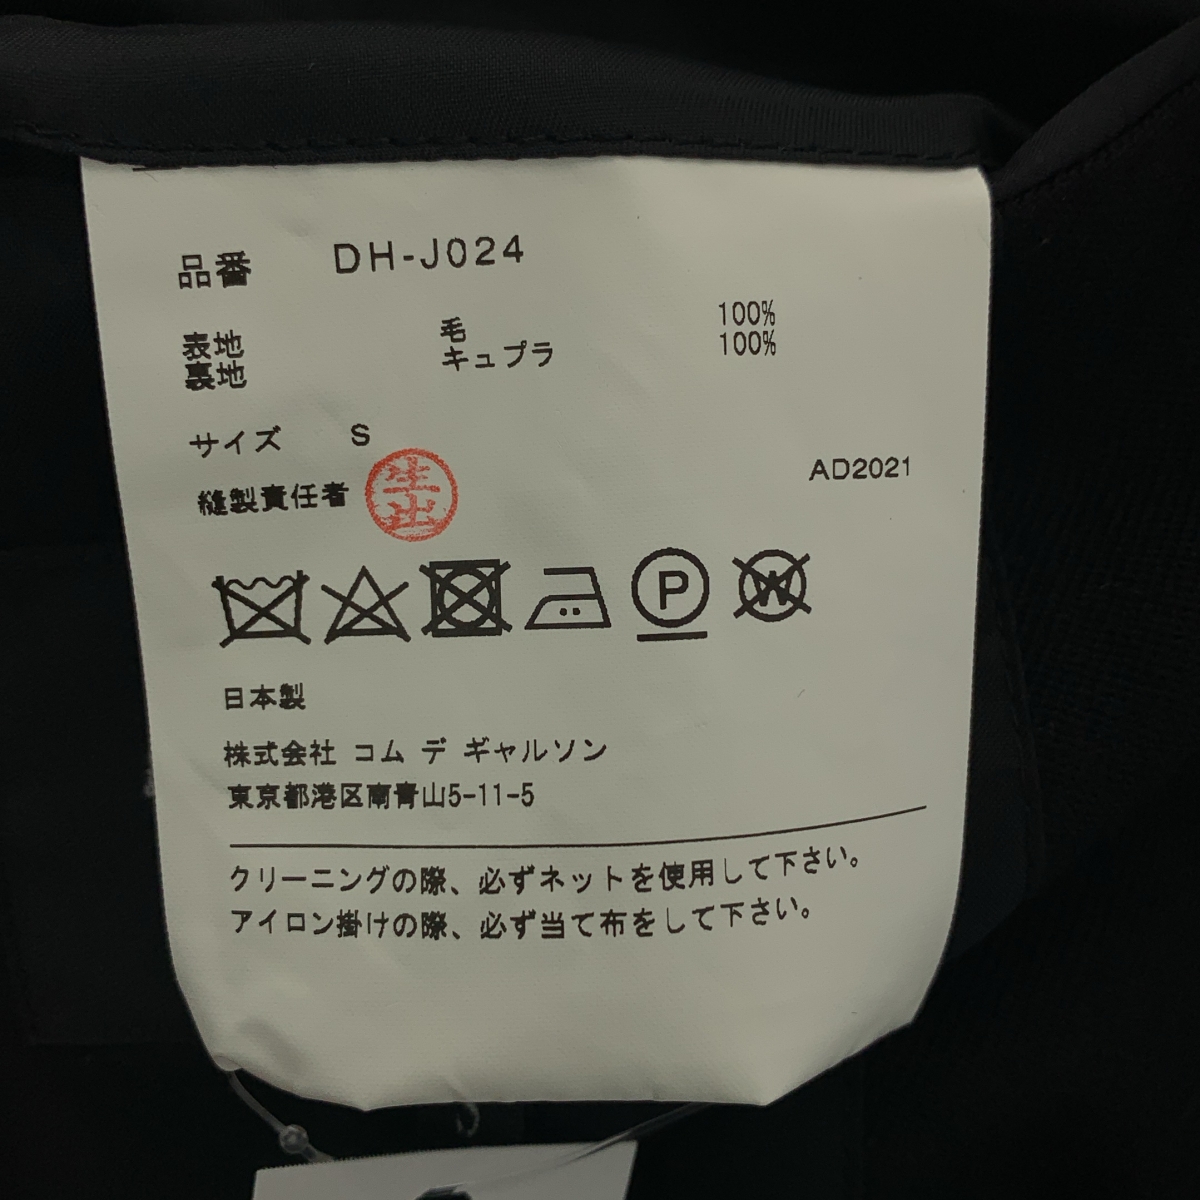 品番 DH-J024
表地 毛 100%
裏地 キュプラ 100%
サイズ S
縫製責任者 生出
AD2021
P
W
日本製
株式会社 コム デ ギャルソン
東京都港区南青山5-11-5
クリーニングの際、必ずネットを使用して下さい。
アイロン掛けの際、必ず当て布をして下さい。